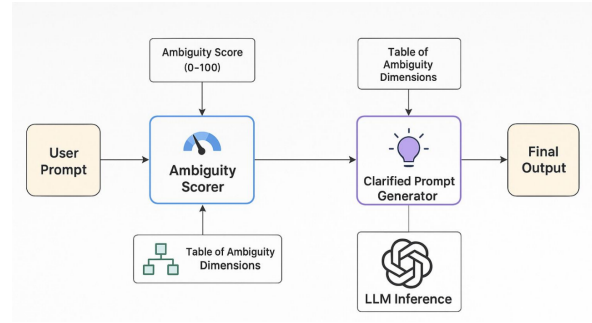 Ambiguity Score
(0–100)
Table of
Ambiguity
Dimensions
User
Prompt
Ambiguity
Scorer
Clarified Prompt
Generator
Final
Output
Table of Ambiguity
Dimensions
LLM Inference